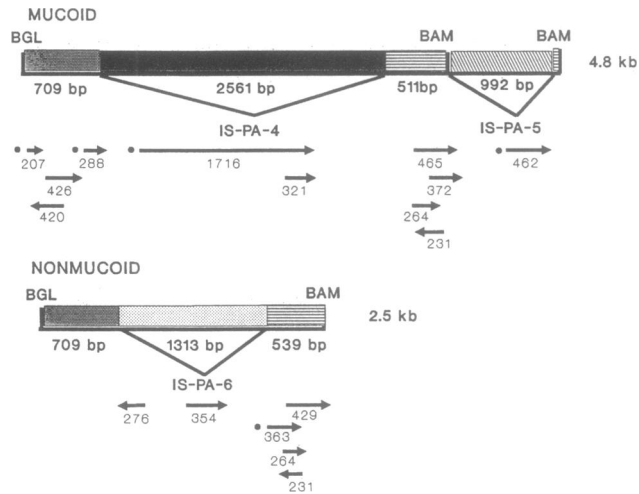 MUCOID
BGL BAM BAM
4.8 kb
709 bp 2561 bp 511bp 992 bp
IS-PA-4 IS-PA-5
207 288 1716 465 462
426 321 372
420 264
231
NONMUCOID
BGL BAM
2.5 kb
709 bp 1313 bp 539 bp
IS-PA-6
276 354 429
363
264
231